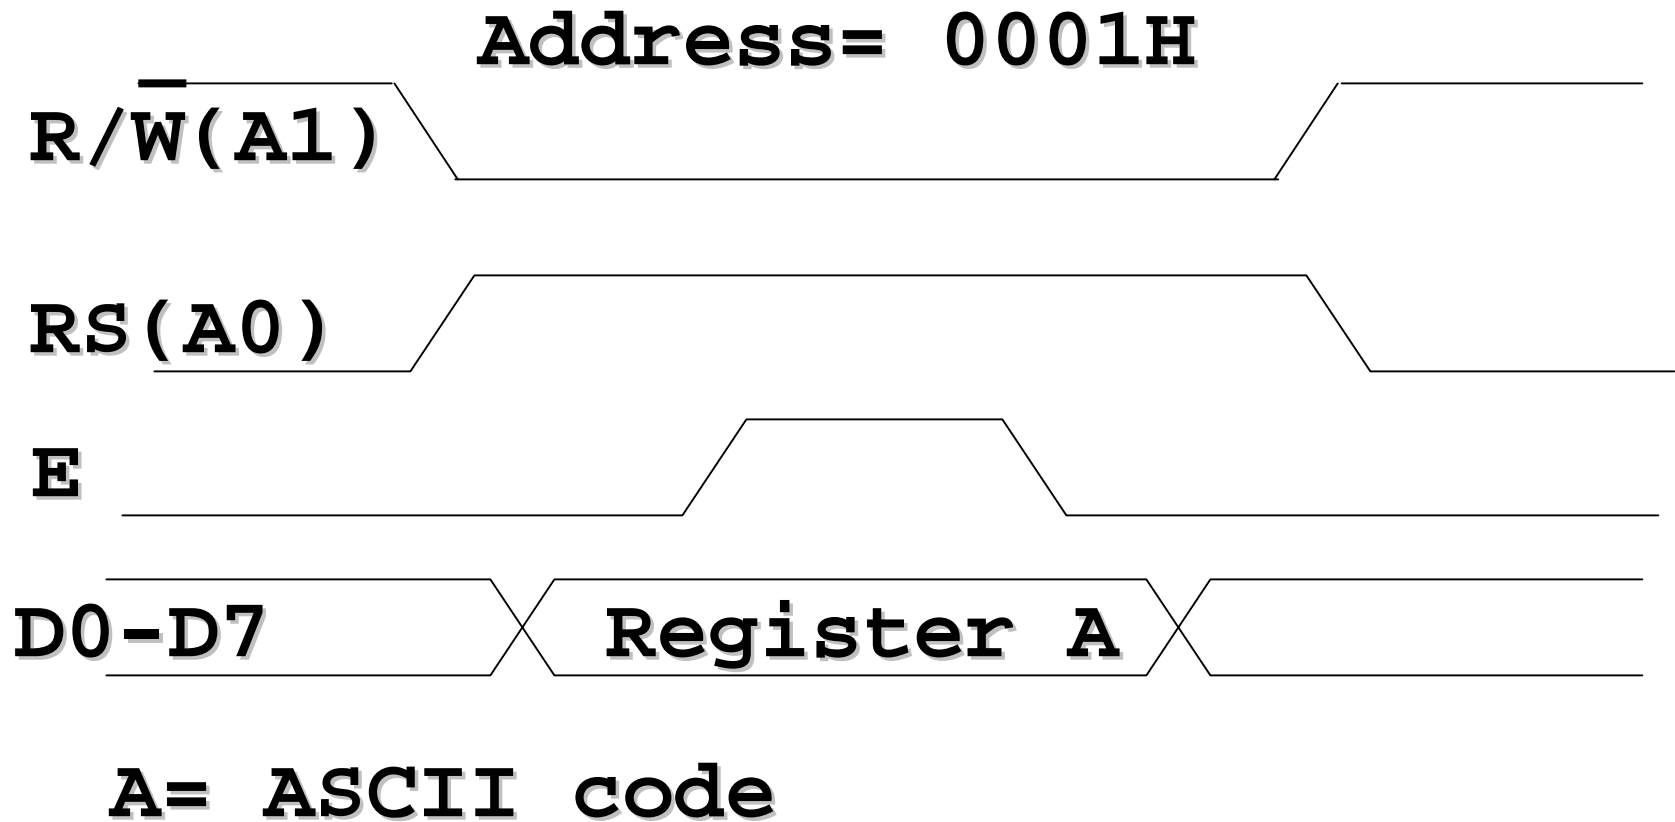 Address= 0001H
R/W̅(A1)
RS(A0)
E
D0-D7 Register A
A= ASCII code